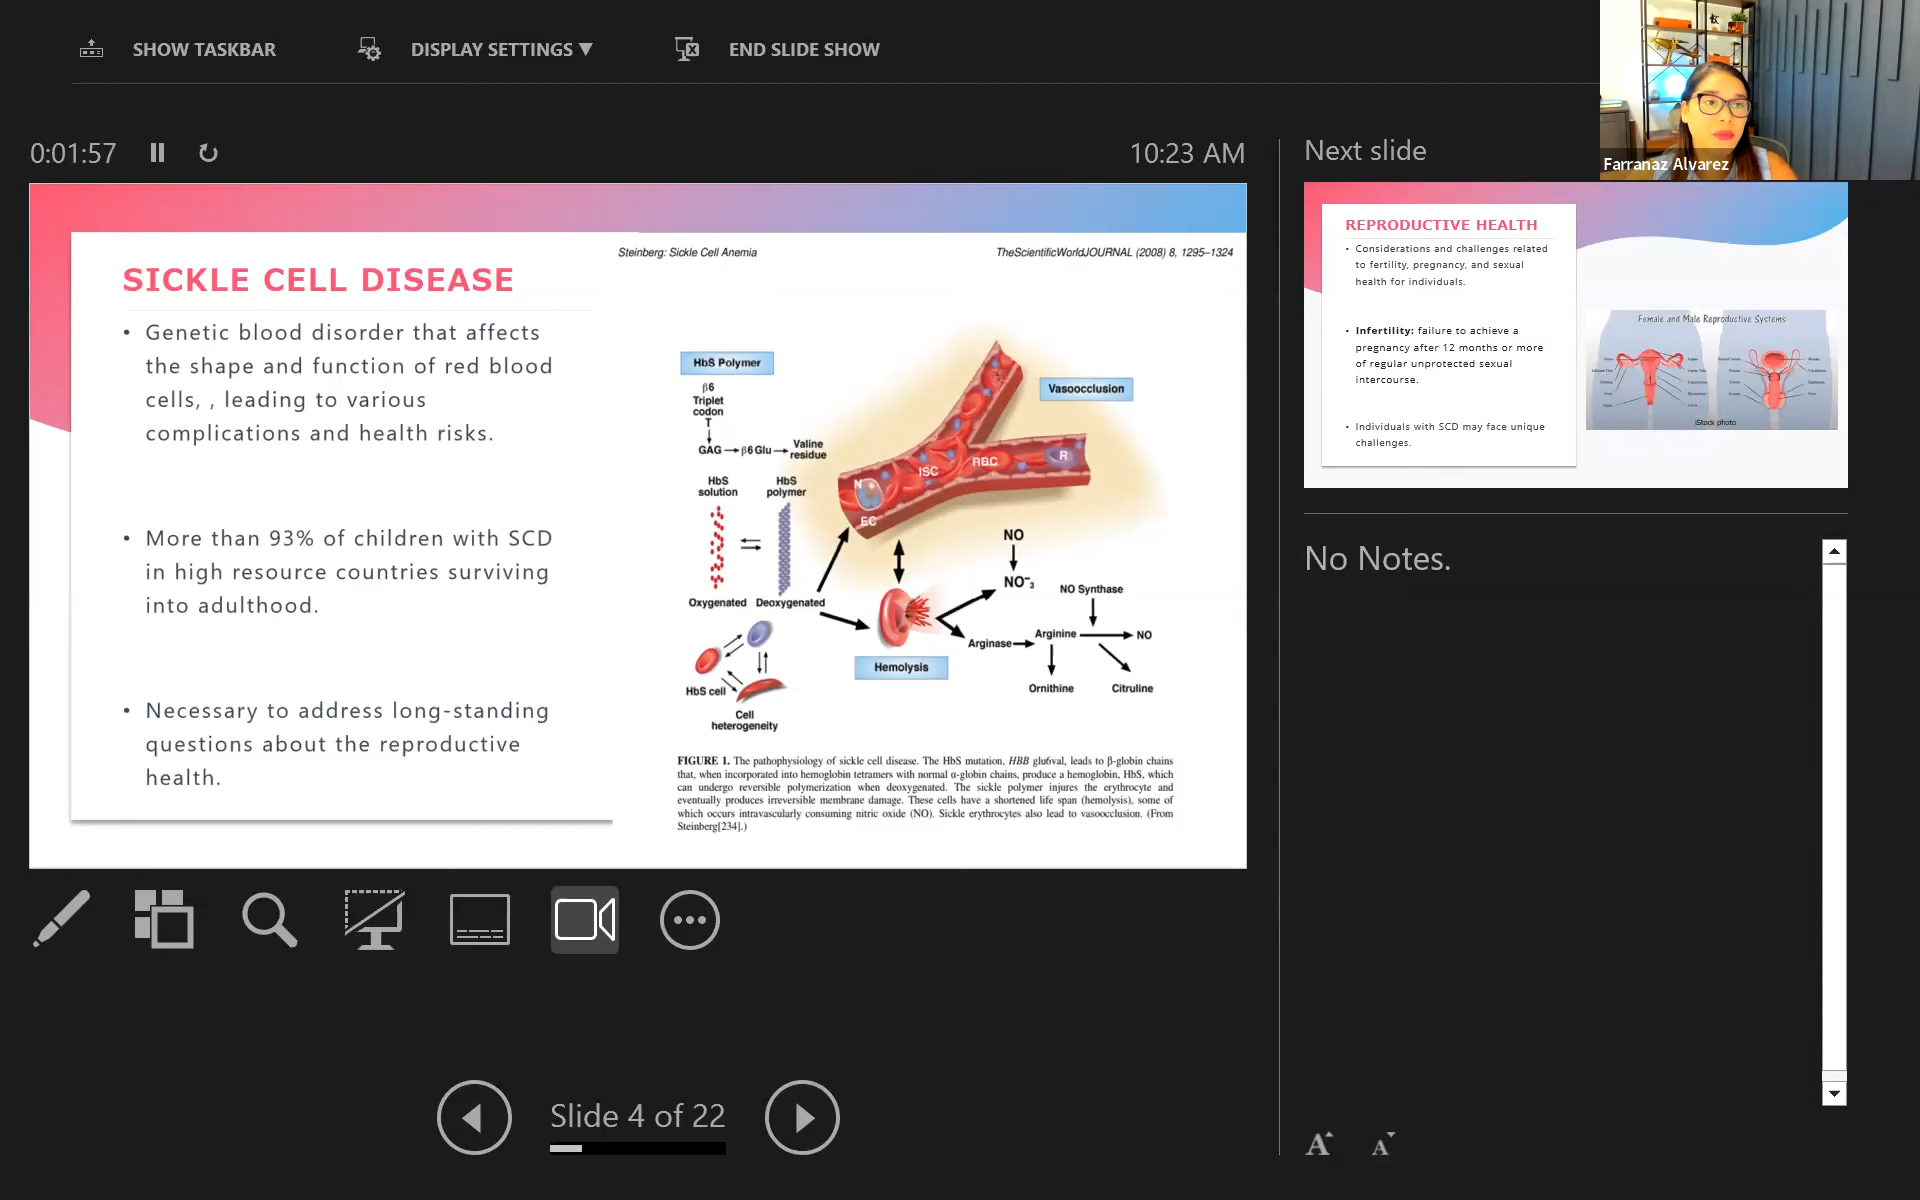 SHOW TASKBAR
DISPLAY SETTINGS ▼
END SLIDE SHOW
Farranaz Alvarez
0:01:57
10:23 AM
SICKLE CELL DISEASE
• Genetic blood disorder that affects
the shape and function of red blood
cells, , leading to various
complications and health risks.
• More than 93% of children with SCD
in high resource countries surviving
into adulthood.
• Necessary to address long-standing
questions about the reproductive
health.
Steinberg: Sickle Cell Anemia
TheScientificWorldJOURNAL (2008) 8, 1295–1324
HbS Polymer
β6
Triplet
codon
T
GAG
β6 Glu
Valine
residue
HbS
solution
HbS
polymer
Oxygenated
Deoxygenated
HbS cell
Cell
heterogeneity
Vasoocclusion
N
ISC
RBC
R
EC
Hemolysis
NO
NO⁻₃
NO Synthase
Arginase
Arginine
NO
Ornithine
Citruline
FIGURE 1. The pathophysiology of sickle cell disease. The HbS mutation, HBB glu6val, leads to β-globin chains
that, when incorporated into hemoglobin tetramers with normal α-globin chains, produce a hemoglobin, HbS, which
can undergo reversible polymerization when deoxygenated. The sickle polymer injures the erythrocyte and
eventually produces irreversible membrane damage. These cells have a shortened life span (hemolysis), some of
which occurs intravascularly consuming nitric oxide (NO). Sickle erythrocytes also lead to vasoocclusion. (From
Steinberg[234].)
Slide 4 of 22
Next slide
REPRODUCTIVE HEALTH
• Considerations and challenges related
to fertility, pregnancy, and sexual
health for individuals.
• Infertility: failure to achieve a
pregnancy after 12 months or more
of regular unprotected sexual
intercourse.
• Individuals with SCD may face unique
challenges.
Female and Male Reproductive Systems
iStock photo
No Notes.
A
A